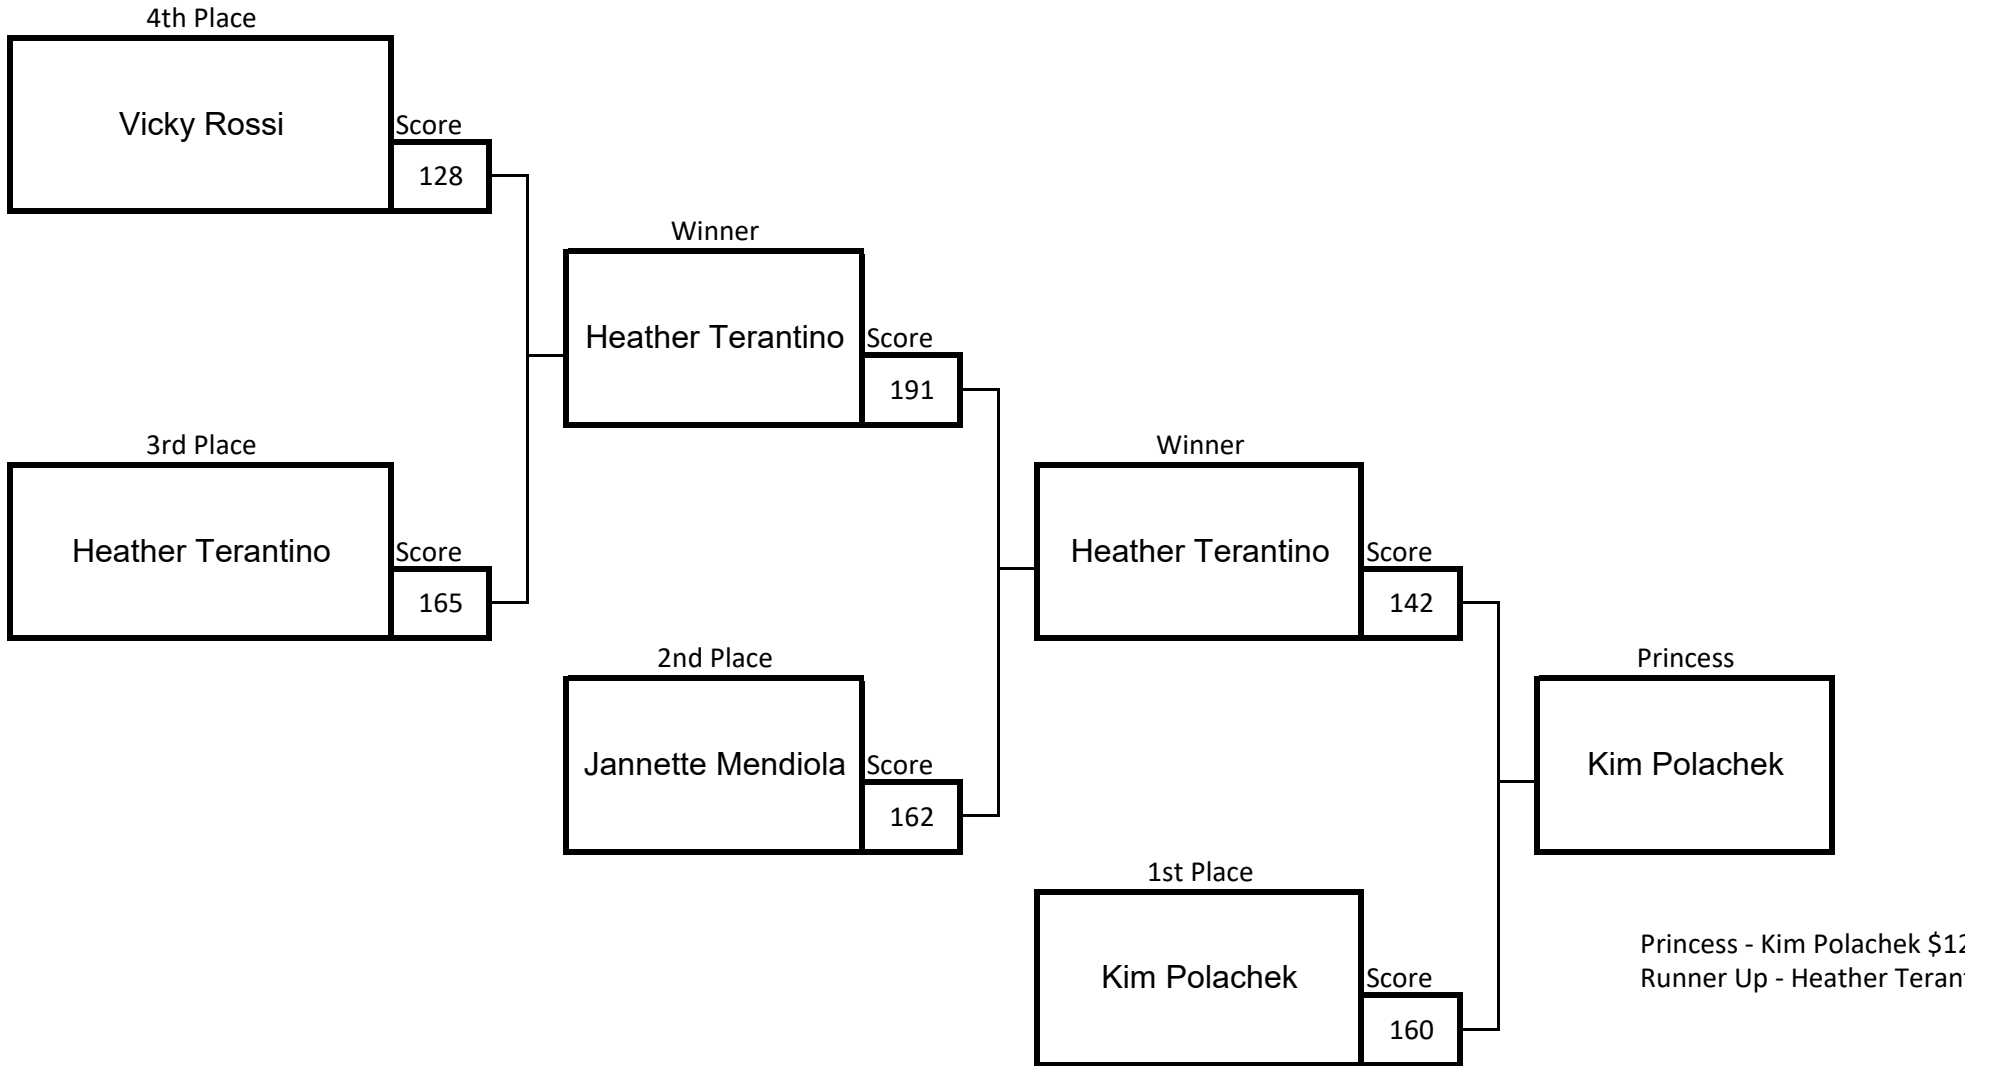 4th Place
Vicky Rossi
Score
128
Winner
Heather Terantino
Score
191
3rd Place
Heather Terantino
Score
165
Winner
Heather Terantino
Score
142
2nd Place
Jannette Mendiola
Score
162
Princess
Kim Polachek
1st Place
Kim Polachek
Score
160
Princess - Kim Polachek
Runner Up - Heather